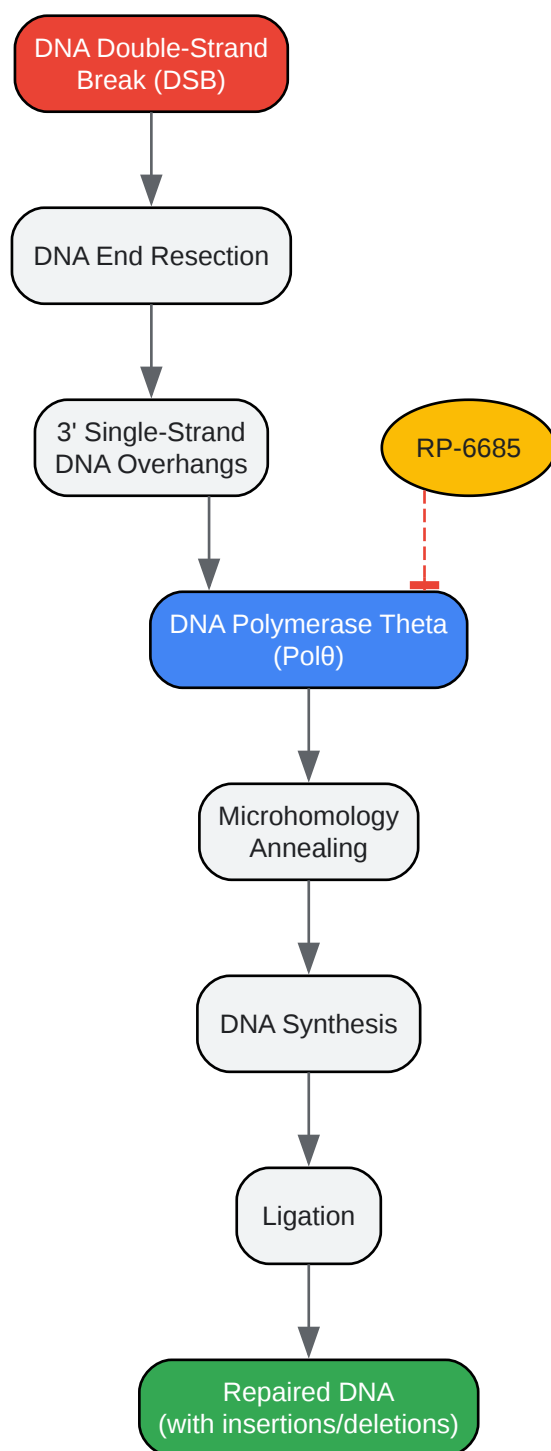 DNA Double-Strand
Break (DSB)
DNA End Resection
3' Single-Strand
DNA Overhangs
RP-6685
DNA Polymerase Theta
(Polθ)
Microhomology
Annealing
DNA Synthesis
Ligation
Repaired DNA
(with insertions/deletions)